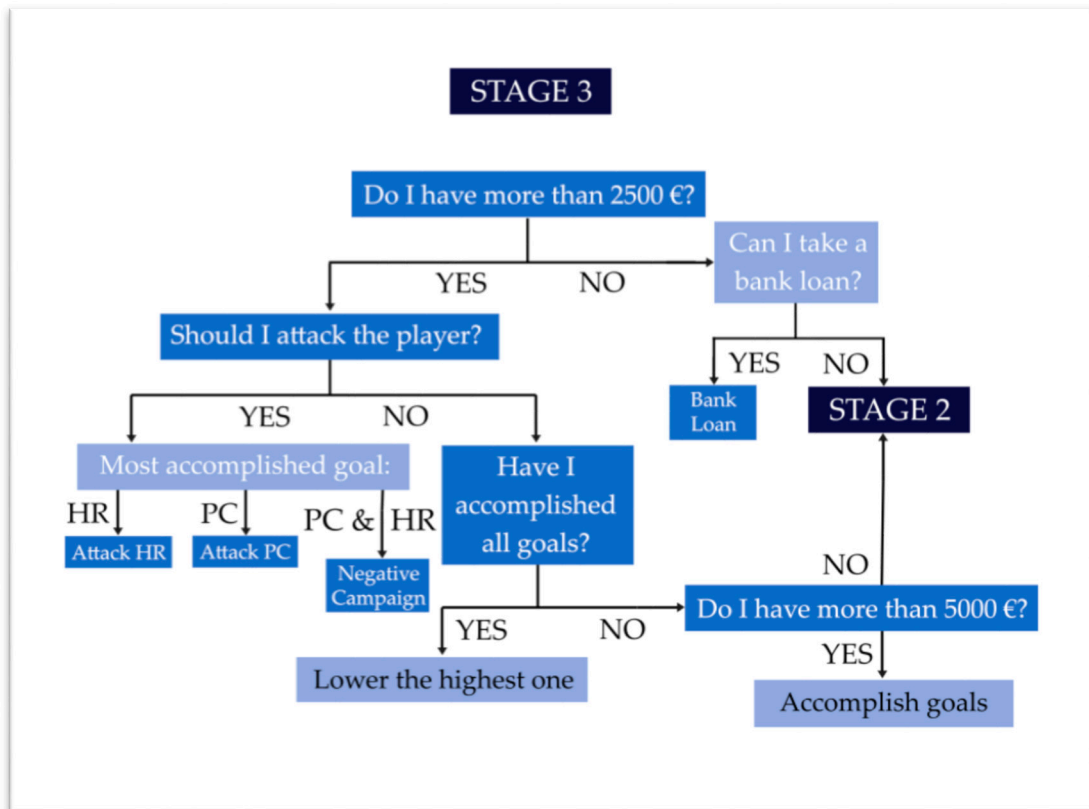 STAGE 3
Do I have more than 2500 €?
Can I take a
bank loan?
YES
NO
Should I attack the player?
YES
NO
Bank
Loan
STAGE 2
YES
NO
Most accomplished goal:
Have I
accomplished
all goals?
HR
PC
PC & HR
Attack HR
Attack PC
Negative
Campaign
NO
Do I have more than 5000 €?
YES
NO
YES
Lower the highest one
Accomplish goals